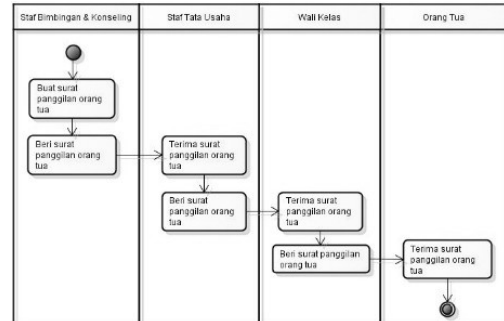 Staf Bimbingan & Konseling
Staf Tata Usaha
Wali Kelas
Orang Tua
Buat surat
panggilan orang
tua
Beri surat
panggilan orang
tua
Terima surat
panggilan orang
tua
Beri surat
panggilan orang
tua
Terima surat
panggilan orang
tua
Beri surat panggilan
orang tua
Terima surat
panggilan orang
tua